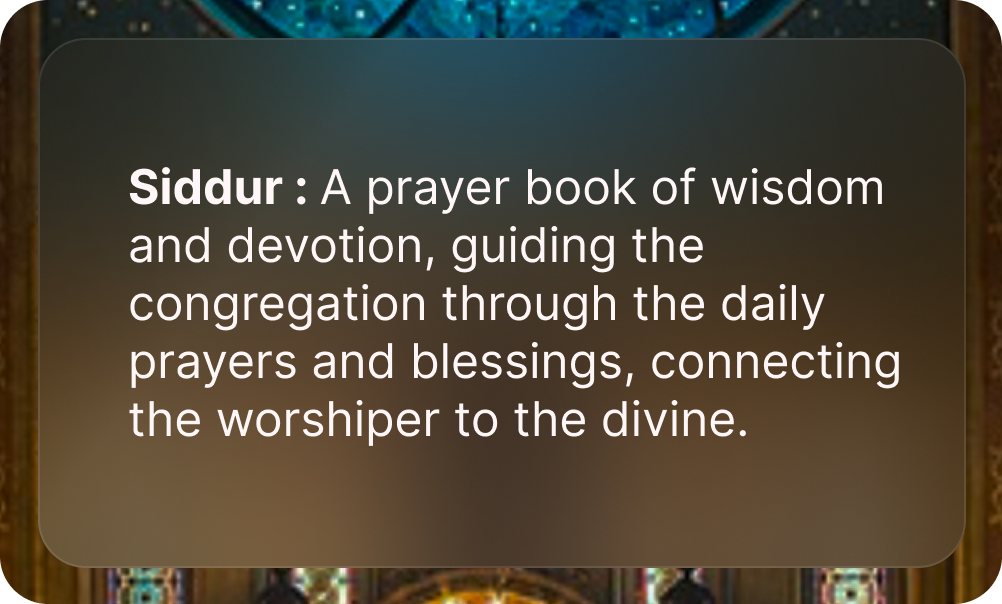 Siddur : A prayer book of wisdom
and devotion, guiding the
congregation through the daily
prayers and blessings, connecting
the worshiper to the divine.